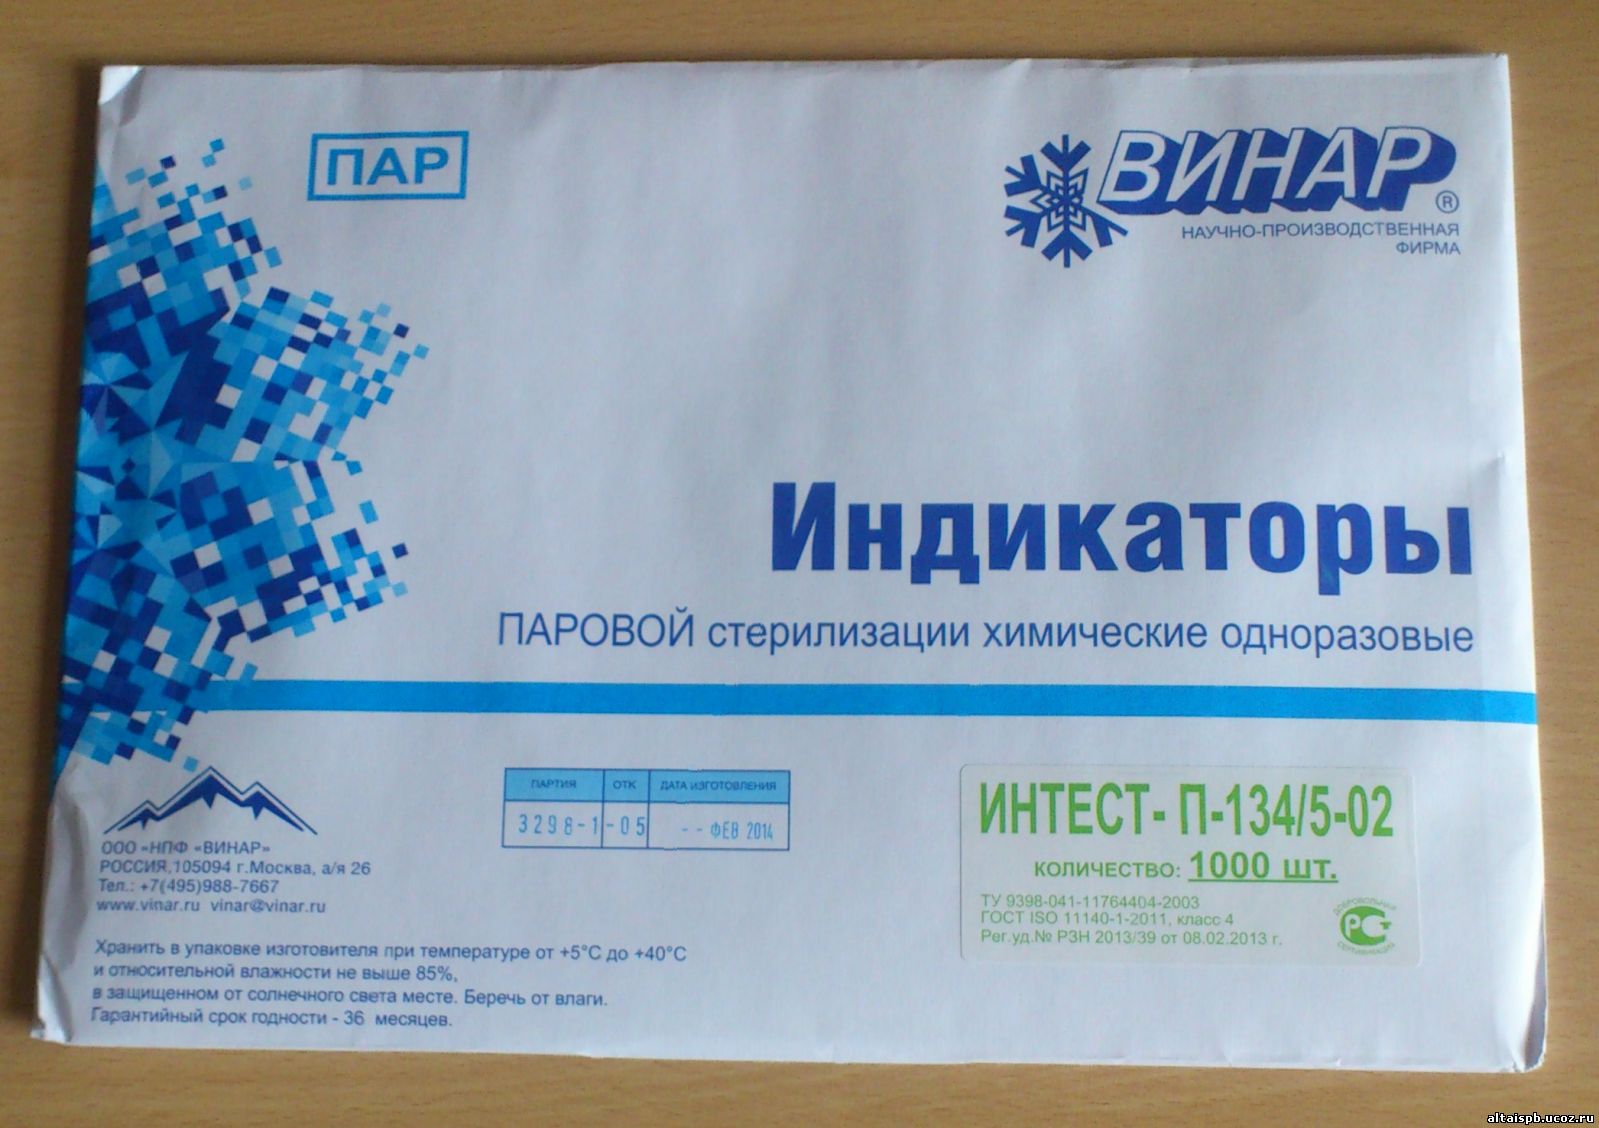 ПАР
ВИНАР®
НАУЧНО-ПРОИЗВОДСТВЕННАЯ
ФИРМА
Индикаторы
ПАРОВОЙ стерилизации химические одноразовые
ООО «НПФ «ВИНАР»
РОССИЯ,105094 г.Москва, а/я 26
Тел.: +7(495)988-7667
www.vinar.ru vinar@vinar.ru
ПАРТИЯ ОТК ДАТА ИЗГОТОВЛЕНИЯ
3298-1 -05 -- ФЕВ 2014
ИНТЕСТ- П-134/5-02
КОЛИЧЕСТВО: 1000 шт.
ТУ 9398-041-11764404-2003
ГОСТ ISO 11140-1-2011, класс 4
Рег.уд.№ РЗН 2013/39 от 08.02.2013 г.
ДОБРОВОЛЬНАЯ
РСТ
СЕРТИФИКАЦИЯ
Хранить в упаковке изготовителя при температуре от +5°С до +40°С
и относительной влажности не выше 85%,
в защищенном от солнечного света месте. Беречь от влаги.
Гарантийный срок годности - 36 месяцев.
altaispb.ucoz.ru